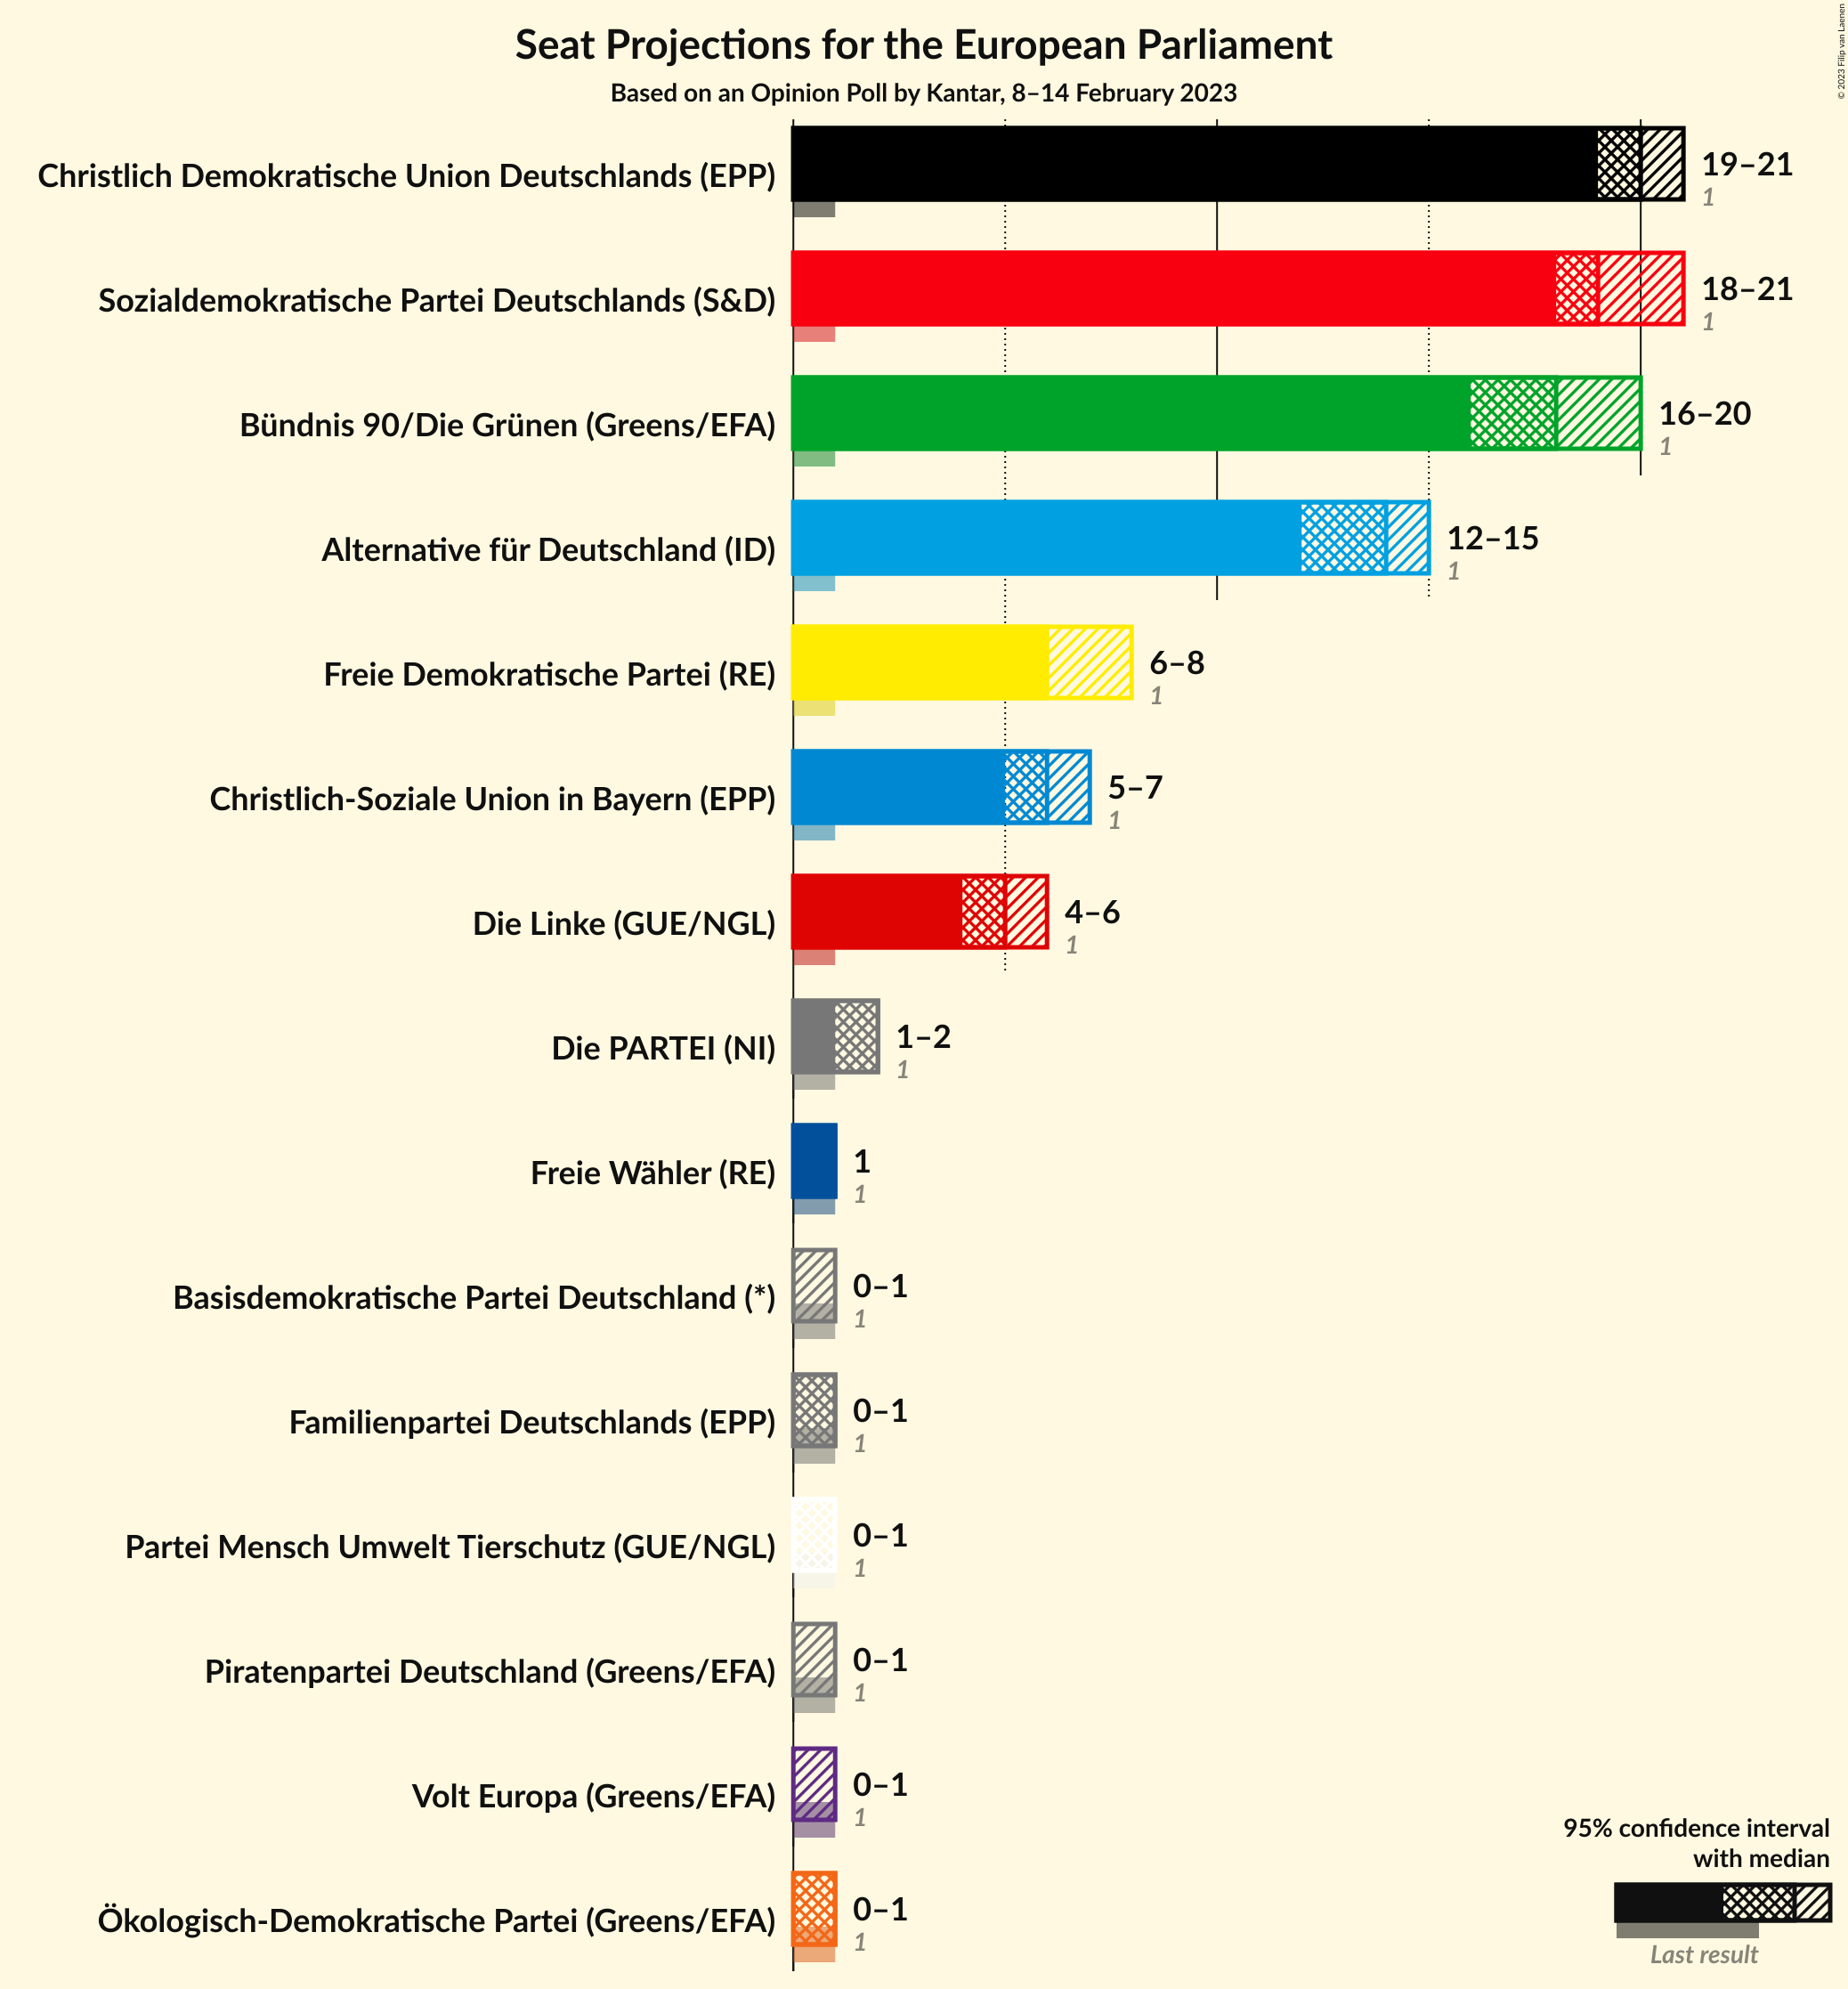 © 2023 Filip van Laenen
Seat Projections for the European Parliament
Based on an Opinion Poll by Kantar, 8–14 February 2023
Christlich Demokratische Union Deutschlands (EPP)
19–21
1
Sozialdemokratische Partei Deutschlands (S&D)
18–21
1
Bündnis 90/Die Grünen (Greens/EFA)
16–20
1
Alternative für Deutschland (ID)
12–15
1
Freie Demokratische Partei (RE)
6–8
1
Christlich-Soziale Union in Bayern (EPP)
5–7
1
Die Linke (GUE/NGL)
4–6
1
Die PARTEI (NI)
1–2
1
Freie Wähler (RE)
1
1
Basisdemokratische Partei Deutschland (*)
0–1
1
Familienpartei Deutschlands (EPP)
0–1
1
Partei Mensch Umwelt Tierschutz (GUE/NGL)
0–1
1
Piratenpartei Deutschland (Greens/EFA)
0–1
1
Volt Europa (Greens/EFA)
0–1
1
Ökologisch-Demokratische Partei (Greens/EFA)
0–1
1
95% confidence interval
with median
Last result